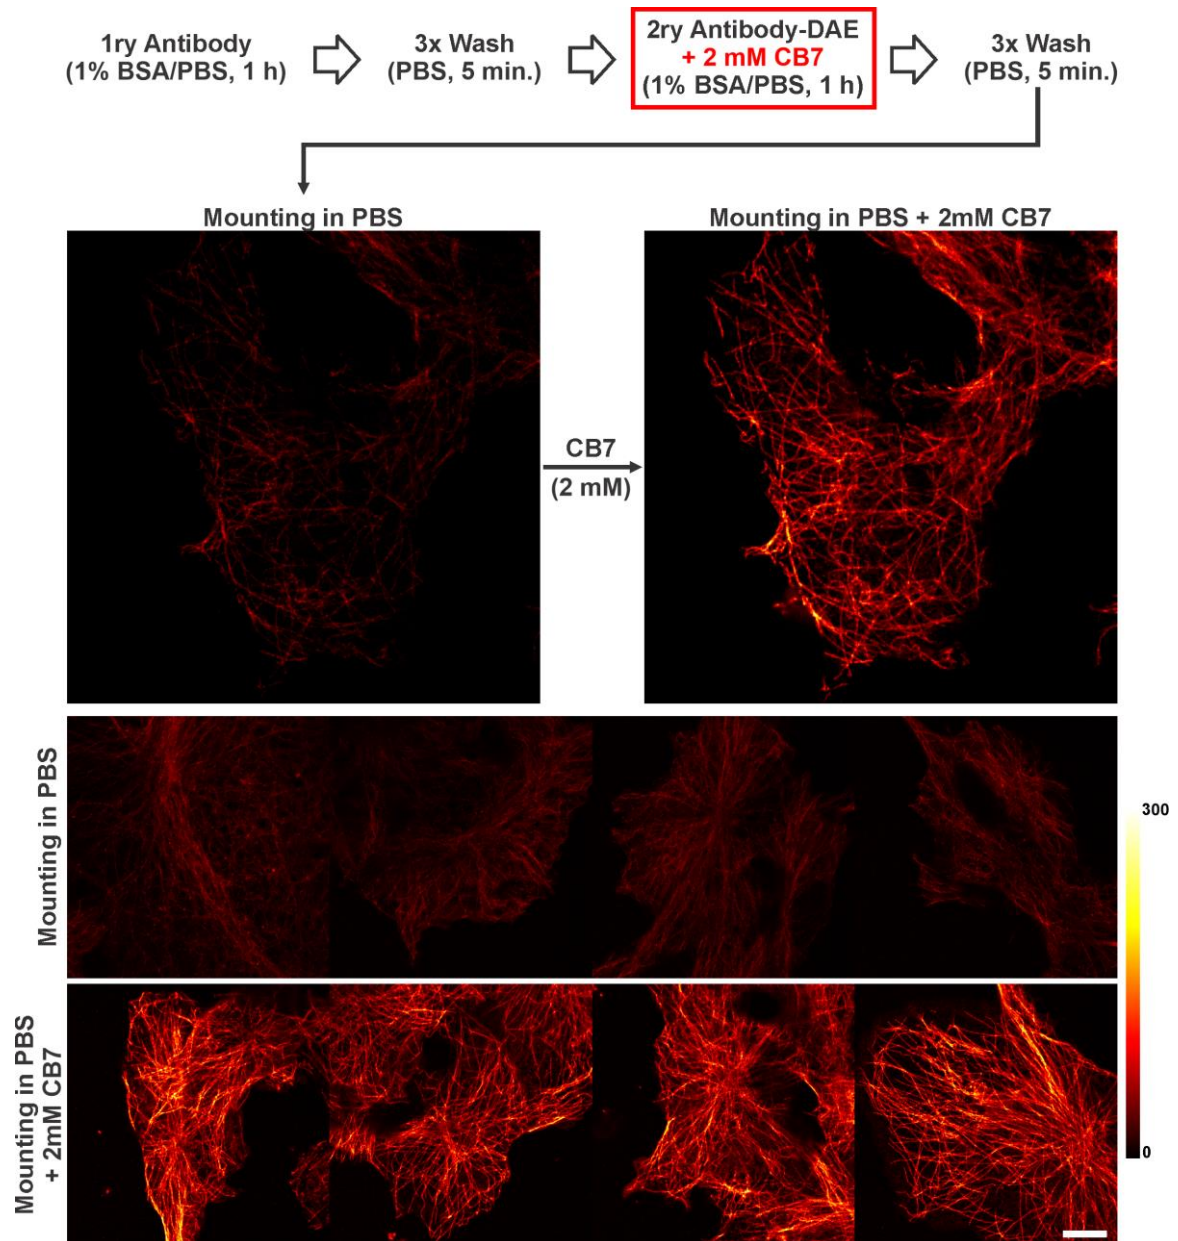 1ry Antibody
(1% BSA/PBS, 1 h)
3x Wash
(PBS, 5 min.)
2ry Antibody-DAE
+ 2 mM CB7
(1% BSA/PBS, 1 h)
3x Wash
(PBS, 5 min.)
Mounting in PBS
Mounting in PBS + 2mM CB7
CB7
(2 mM)
Mounting in PBS
300
0
Mounting in PBS
+ 2mM CB7